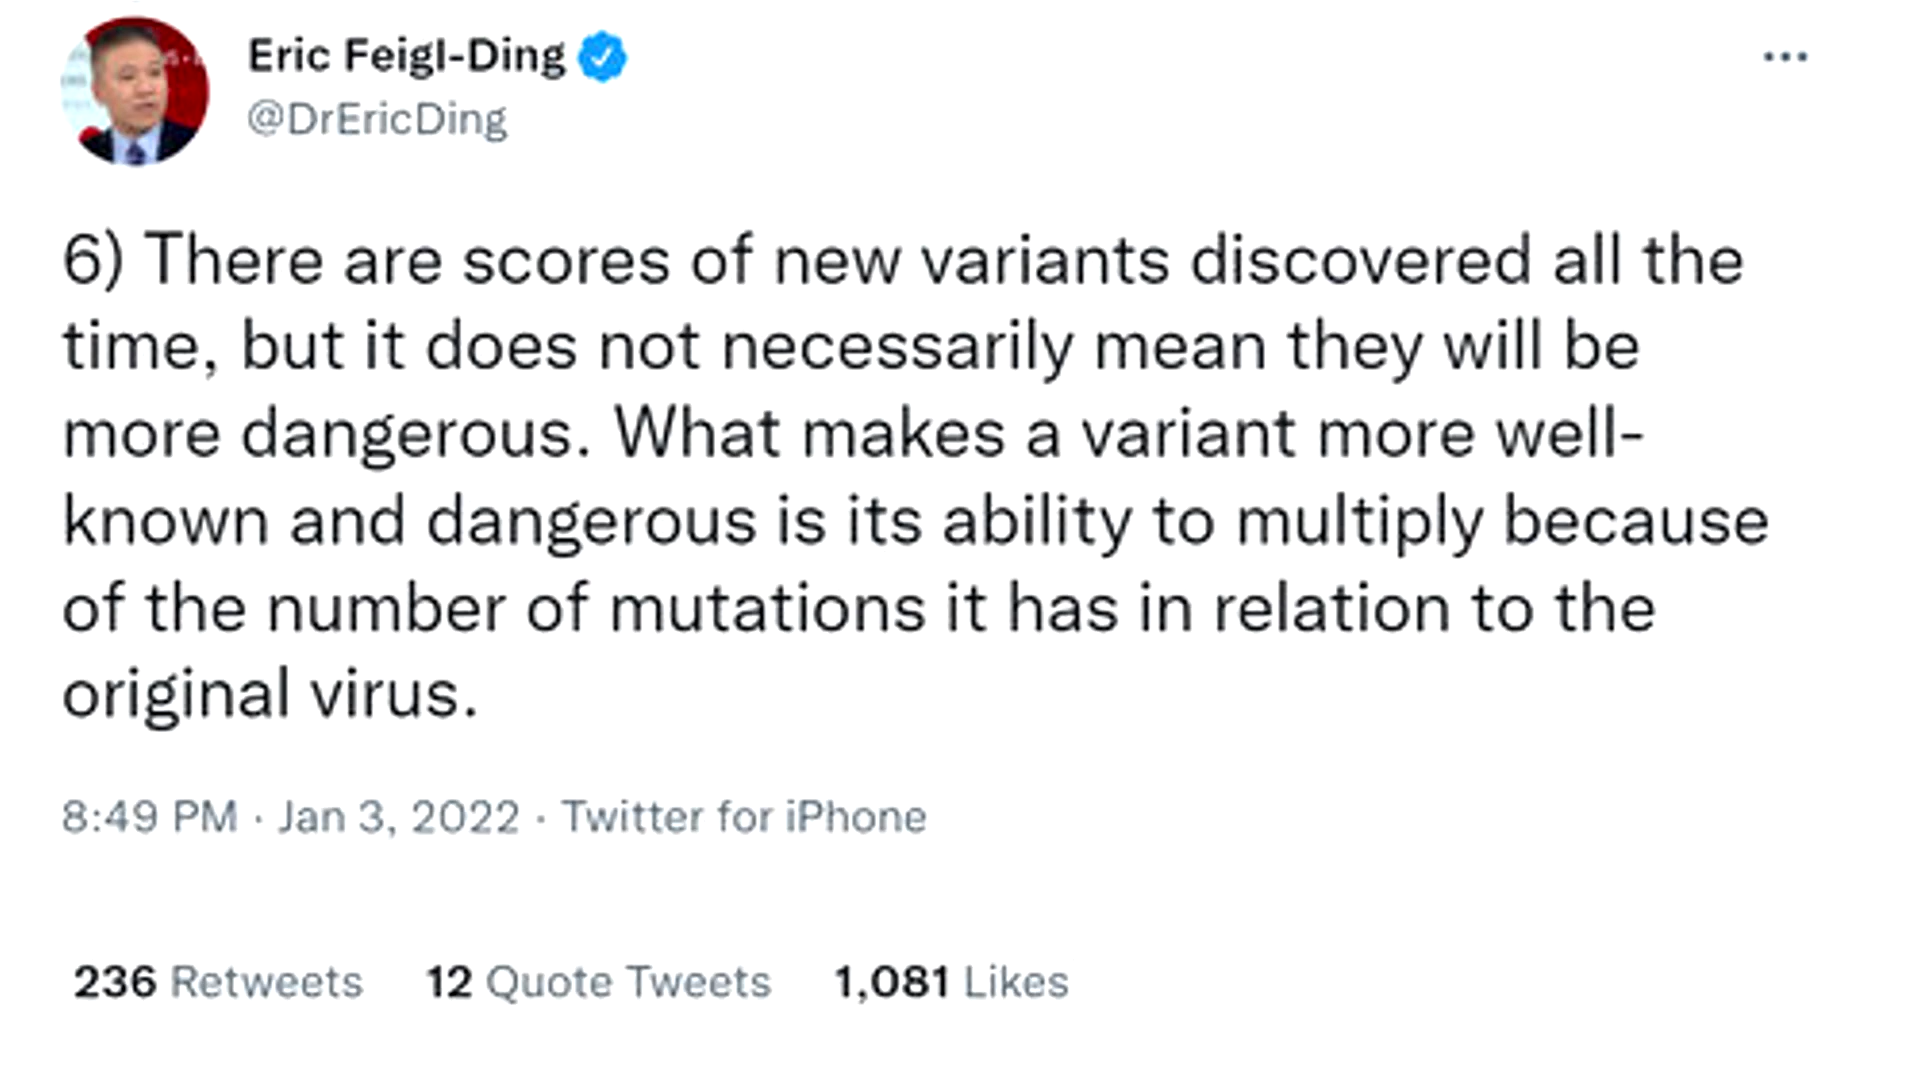 Eric Feigl-Ding
@DrEricDing
6) There are scores of new variants discovered all the
time, but it does not necessarily mean they will be
more dangerous. What makes a variant more well-
known and dangerous is its ability to multiply because
of the number of mutations it has in relation to the
original virus.
8:49 PM · Jan 3, 2022 · Twitter for iPhone
236 Retweets 12 Quote Tweets 1,081 Likes